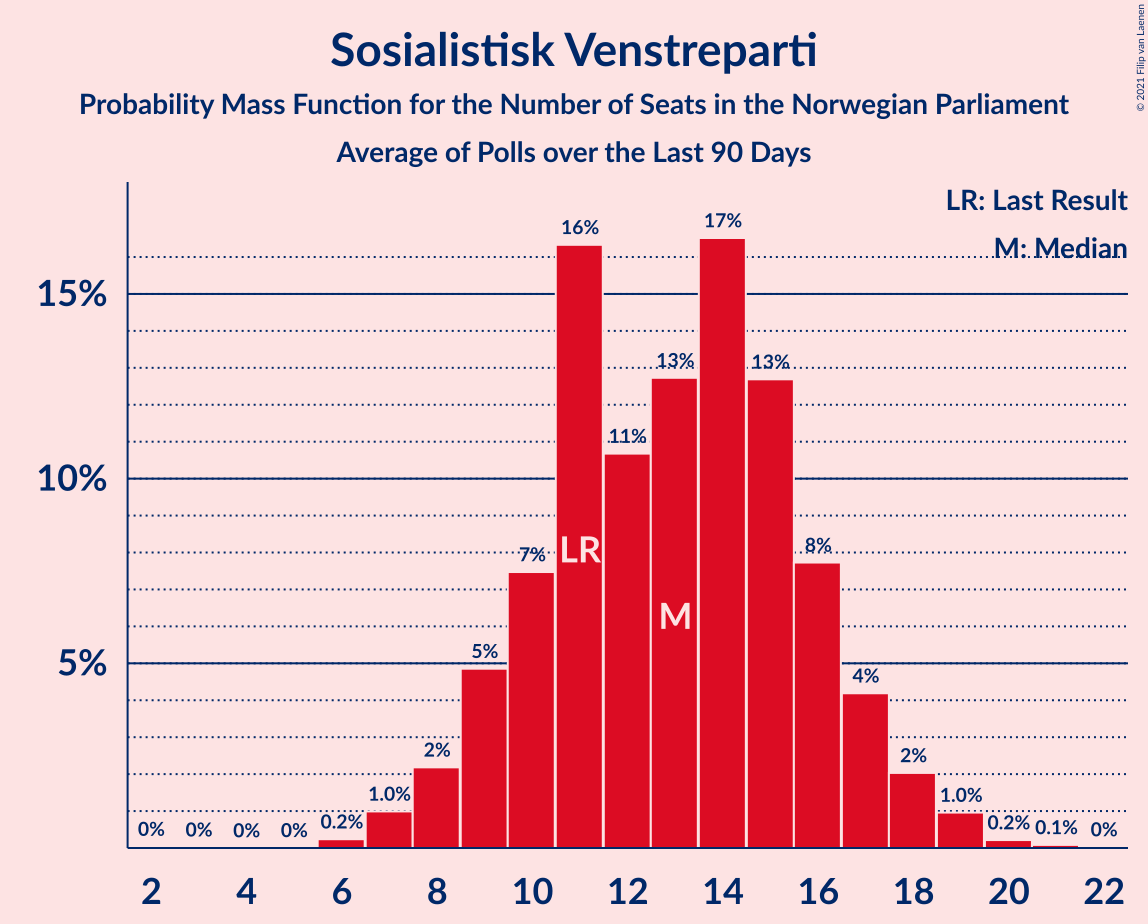 Sosialistisk Venstreparti
Probability Mass Function for the Number of Seats in the Norwegian Parliament
Average of Polls over the Last 90 Days
© 2021 Filip van Laenen
LR: Last Result
M: Median
15%
10%
5%
0%
0%
0%
0%
0.2%
1.0%
2%
5%
7%
16%
11%
13%
17%
13%
8%
4%
2%
1.0%
0.2%
0.1%
0%
LR
M
2 4 6 8 10 12 14 16 18 20 22